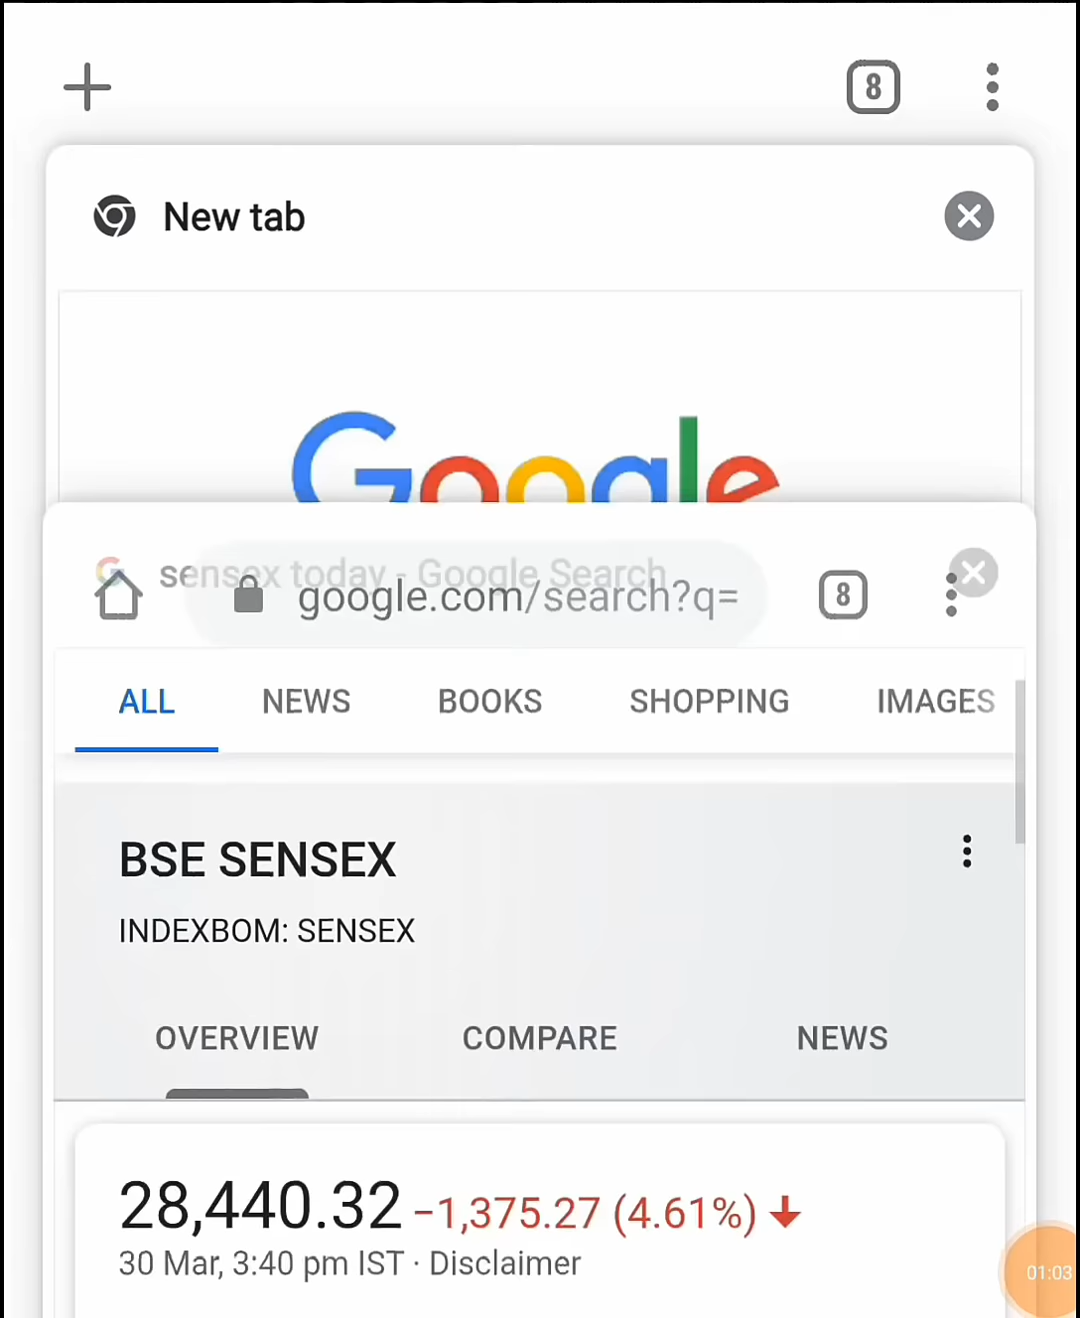 8
New tab
Google
sensex today - Google Search
google.com/search?q=
8
ALL NEWS BOOKS SHOPPING IMAGES
BSE SENSEX
INDEXBOM: SENSEX
OVERVIEW COMPARE NEWS
28,440.32 −1,375.27 (4.61%)
30 Mar, 3:40 pm IST · Disclaimer
01:03